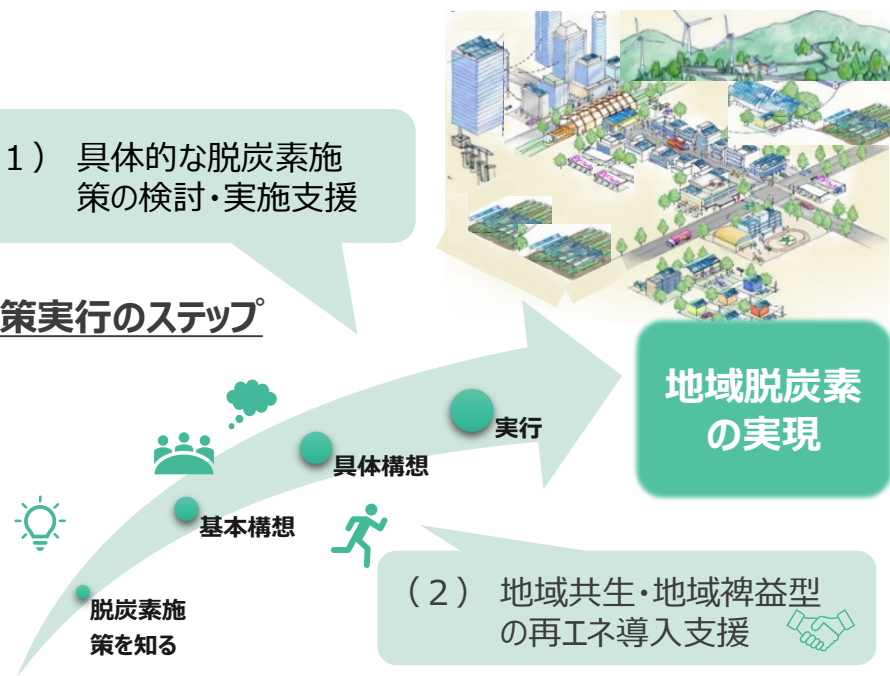 １） 具体的な脱炭素施
策の検討・実施支援
策実行のステップ
地域脱炭素
の実現
実行
具体構想
基本構想
脱炭素施
策を知る
（２） 地域共生・地域裨益型
の再エネ導入支援